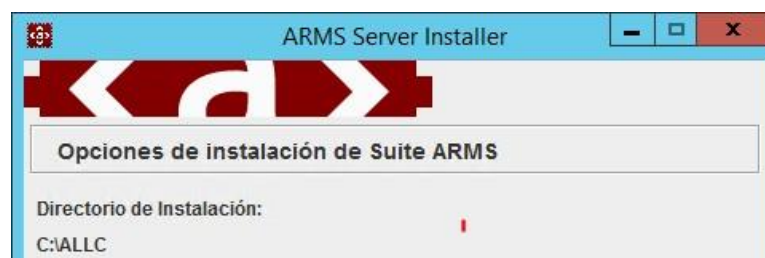 ARMS Server Installer
<a>
Opciones de instalación de Suite ARMS
Directorio de Instalación:
C:\ALLC